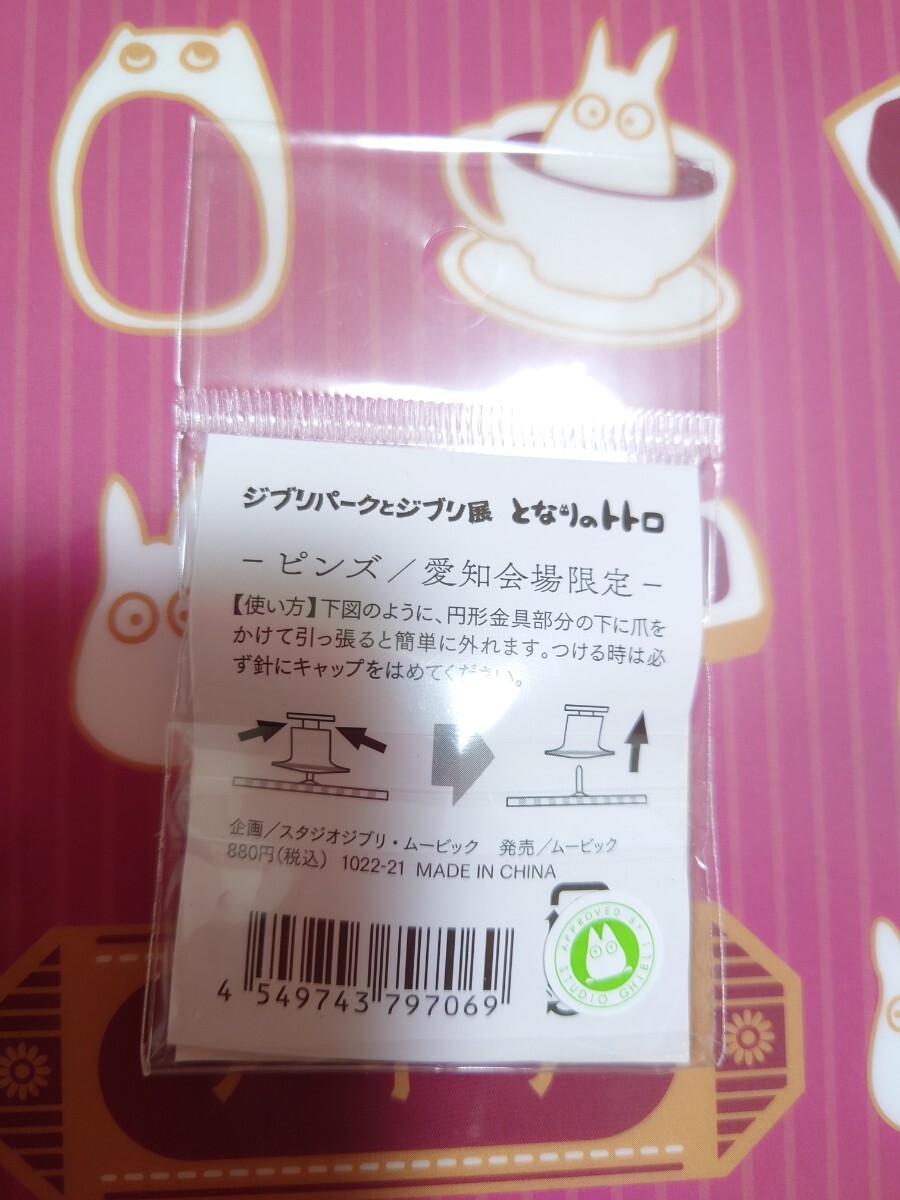 ジブリパークとジブリ展 となりのトトロ
– ピンズ／愛知会場限定 –
【使い方】下図のように、円形金具部分の下に爪を
かけて引っ張ると簡単に外れます。つける時は必
ず針にキャップをはめてください。
企画／スタジオジブリ・ムービック 発売／ムービック
880円(税込) 1022-21 MADE IN CHINA
4 549743 797069
APPROVED BY
STUDIO GHIBLI